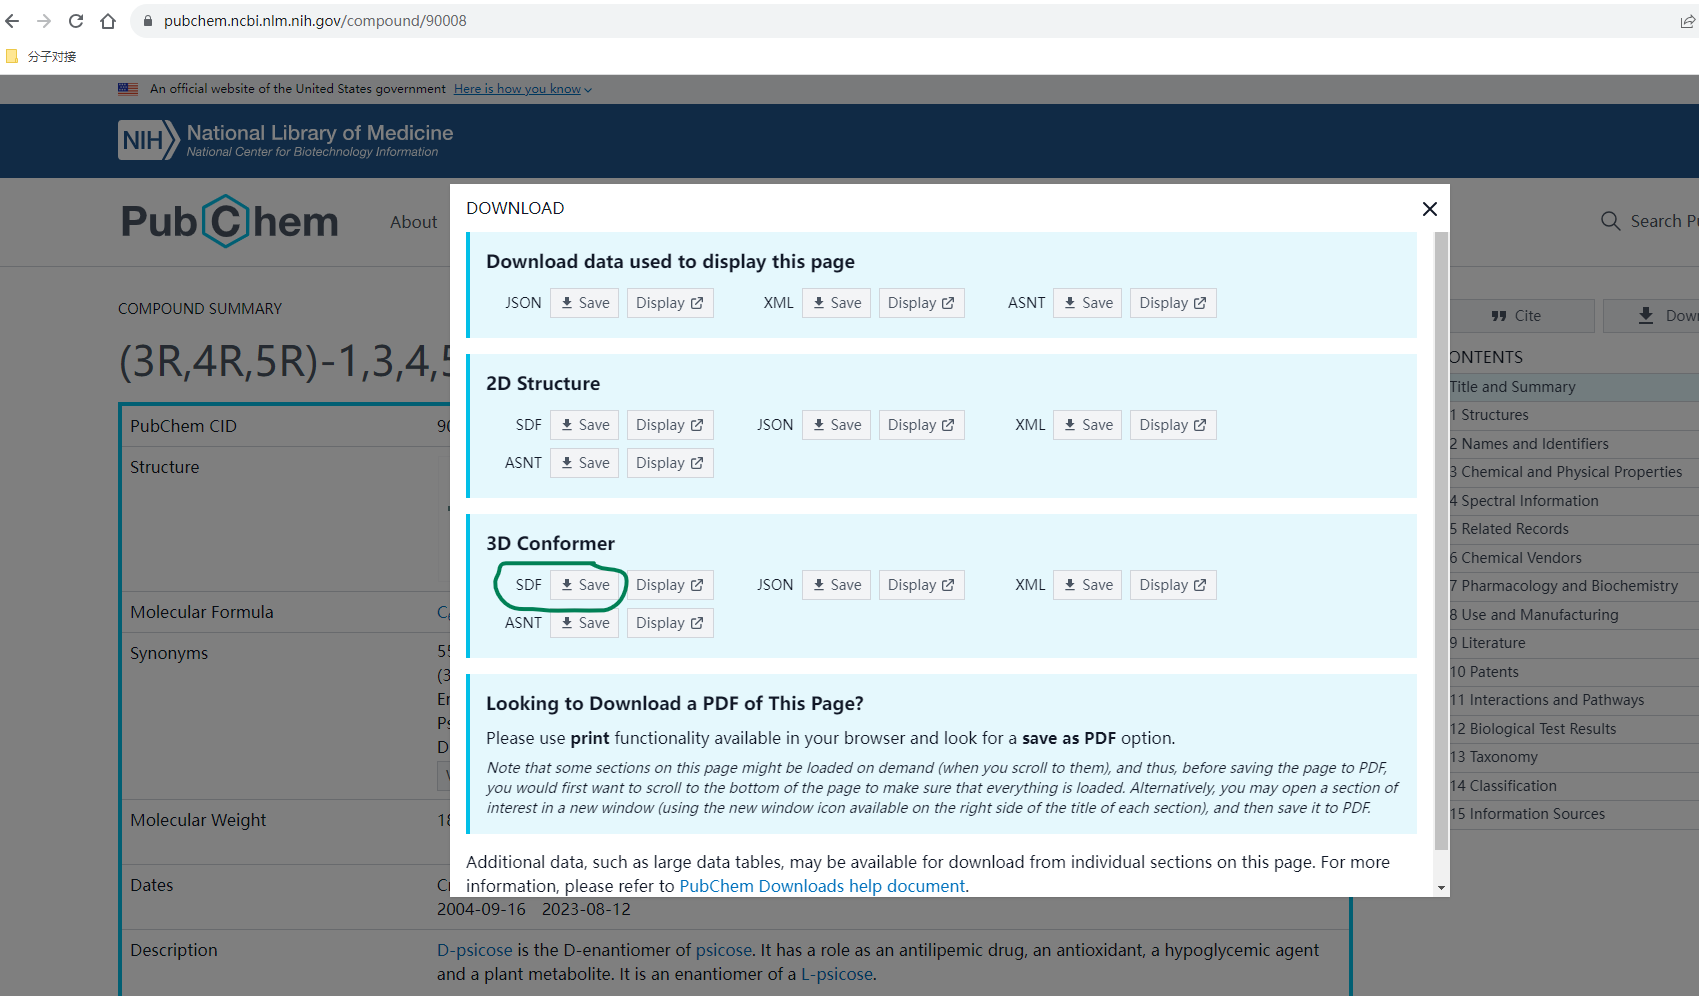 pubchem.ncbi.nlm.nih.gov/compound/90008
分子对接
An official website of the United States government Here is how you know
NIH National Library of Medicine
National Center for Biotechnology Information
PubChem About Search
DOWNLOAD
Download data used to display this page
JSON Save Display XML Save Display ASNT Save Display
2D Structure
SDF Save Display JSON Save Display XML Save Display
ASNT Save Display
3D Conformer
SDF Save Display JSON Save Display XML Save Display
ASNT Save Display
Looking to Download a PDF of This Page?
Please use print functionality available in your browser and look for a save as PDF option.
Note that some sections on this page might be loaded on demand (when you scroll to them), and thus, before saving the page to PDF,
you would first want to scroll to the bottom of the page to make sure that everything is loaded. Alternatively, you may open a section of
interest in a new window (using the new window icon available on the right side of the title of each section), and then save it to PDF.
Additional data, such as large data tables, may be available for download from individual sections on this page. For more
information, please refer to PubChem Downloads help document.
COMPOUND SUMMARY
(3R,4R,5R)-1,3,4,5
PubChem CID
Structure
Molecular Formula
Synonyms
Molecular Weight
Dates
2004-09-16 2023-08-12
Description D-psicose is the D-enantiomer of psicose. It has a role as an antilipemic drug, an antioxidant, a hypoglycemic agent
and a plant metabolite. It is an enantiomer of a L-psicose.
Cite
ONTENTS
Title and Summary
1 Structures
2 Names and Identifiers
3 Chemical and Physical Properties
4 Spectral Information
5 Related Records
6 Chemical Vendors
7 Pharmacology and Biochemistry
8 Use and Manufacturing
9 Literature
10 Patents
11 Interactions and Pathways
12 Biological Test Results
13 Taxonomy
14 Classification
15 Information Sources